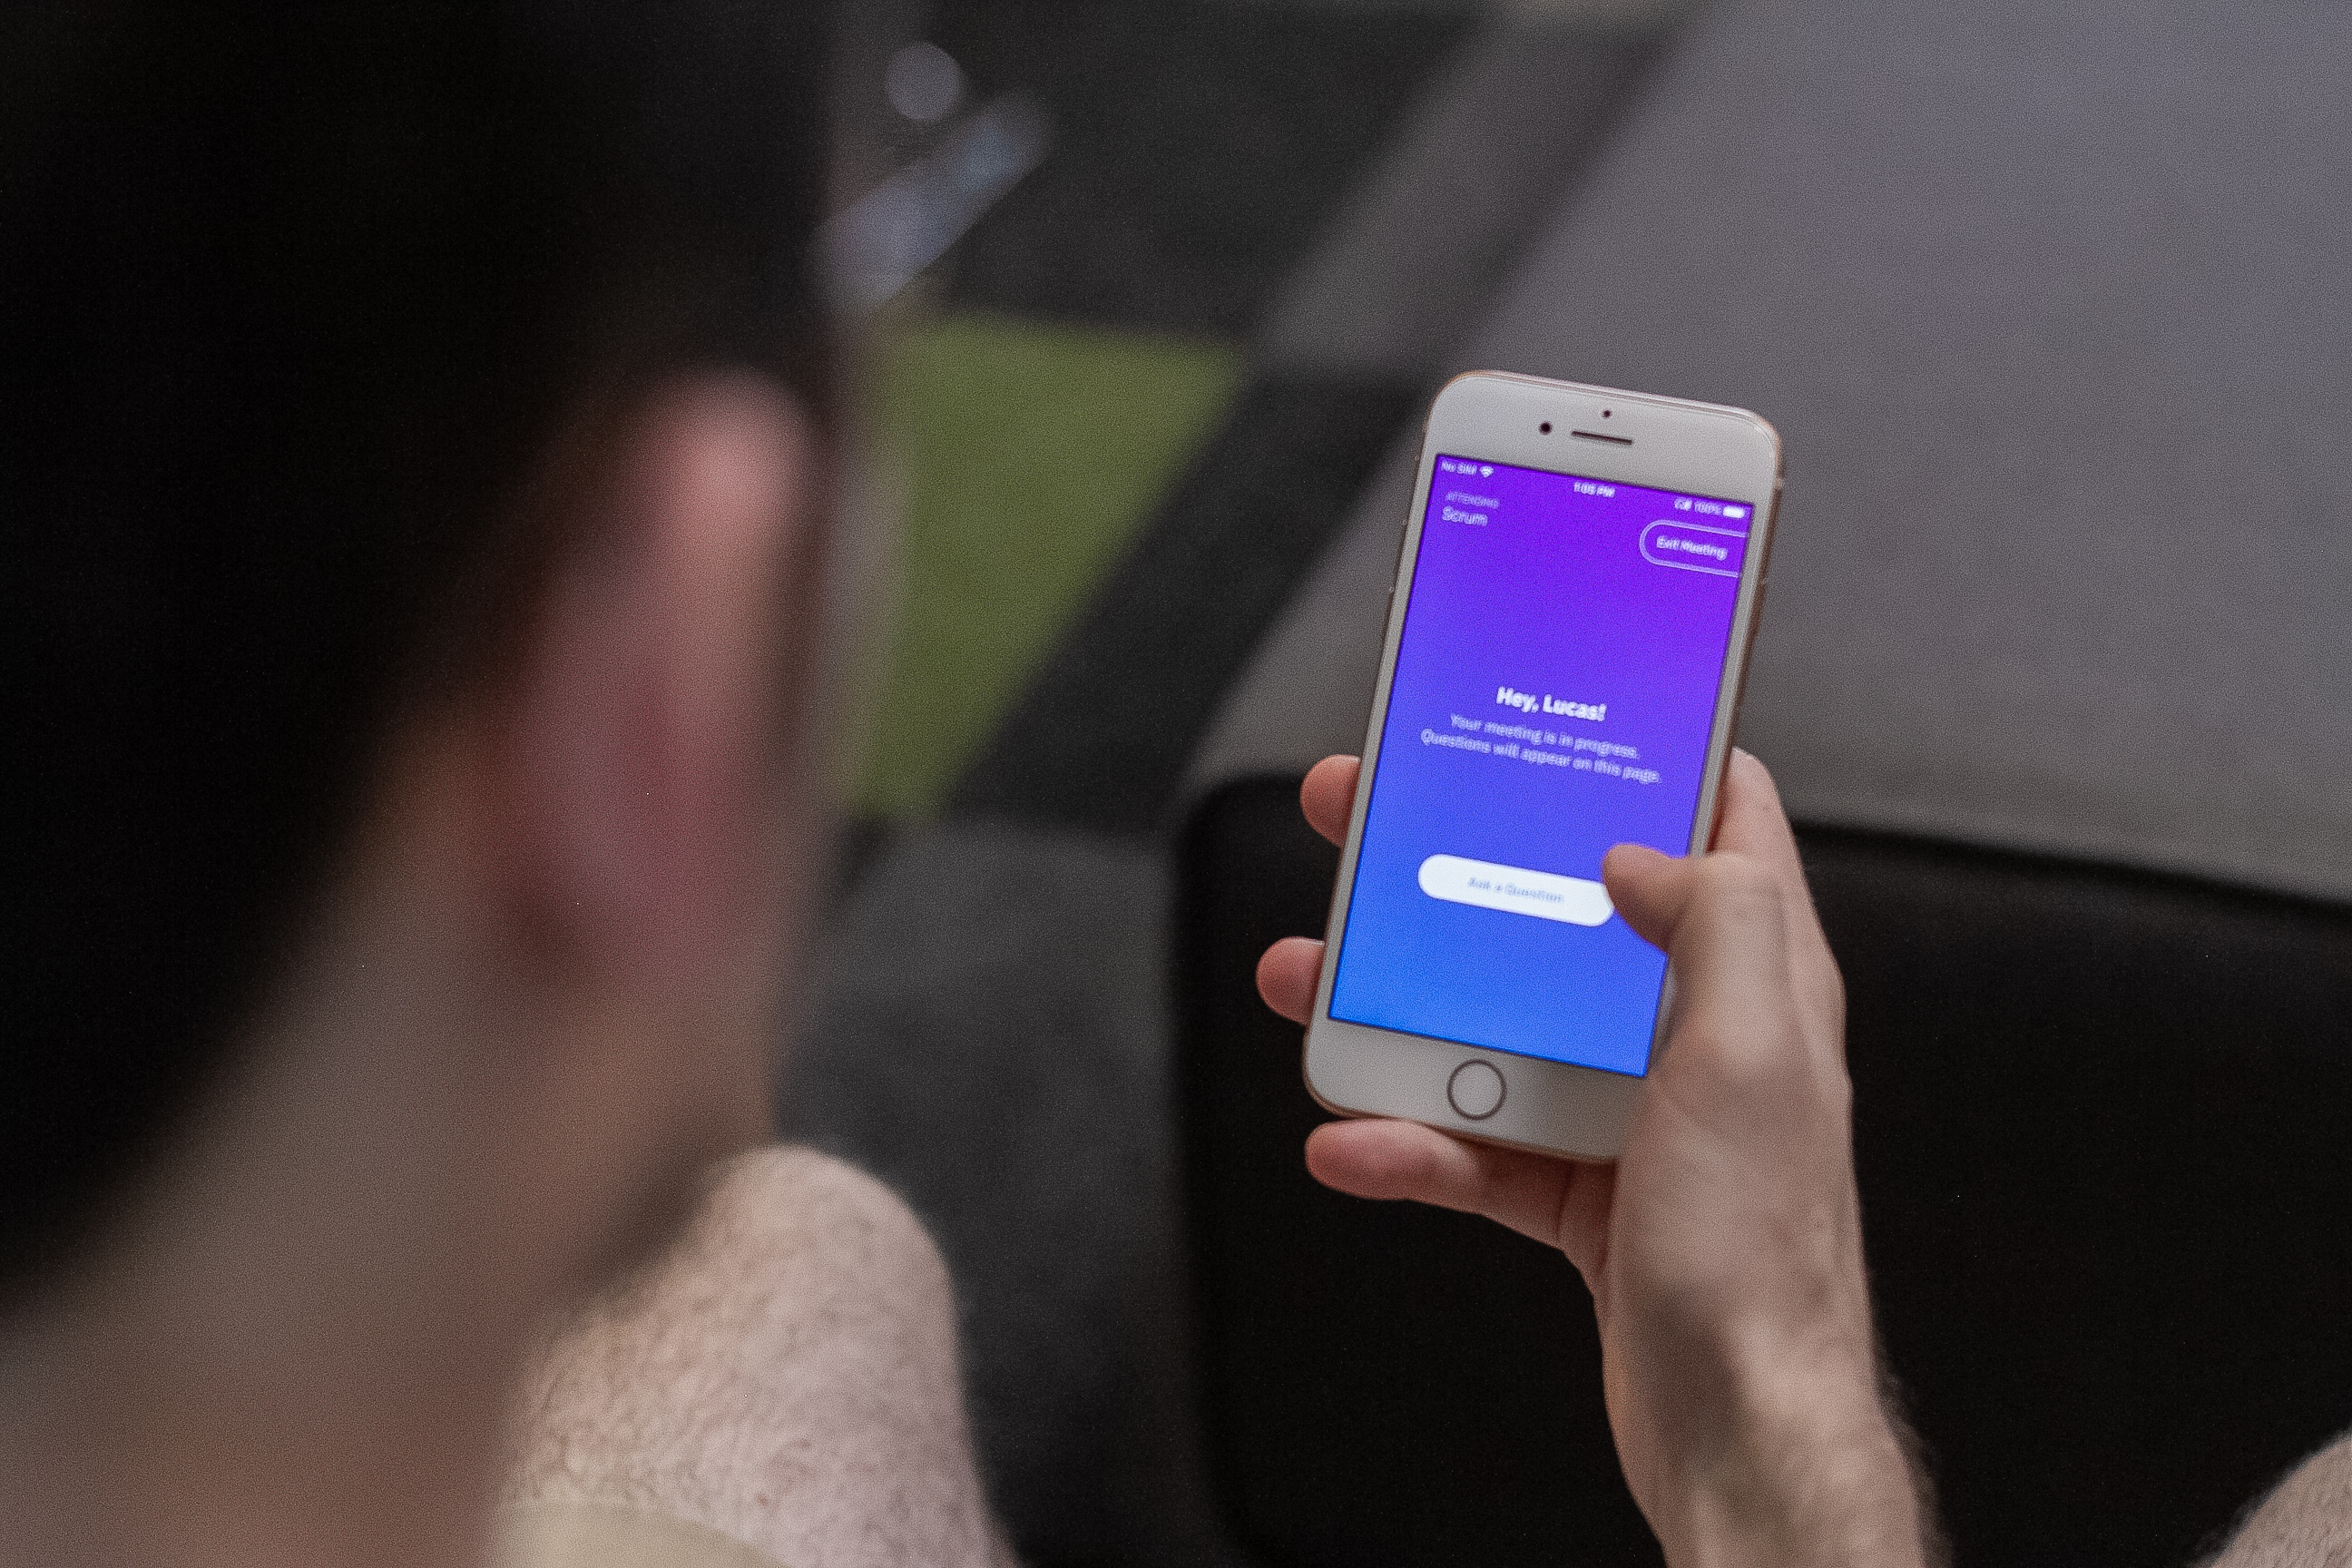 No SIM
1:05 PM
100%
ATTENDING
Scrum
Exit Meeting
Hey, Lucas!
Your meeting is in progress.
Questions will appear on this page.
Ask a Question